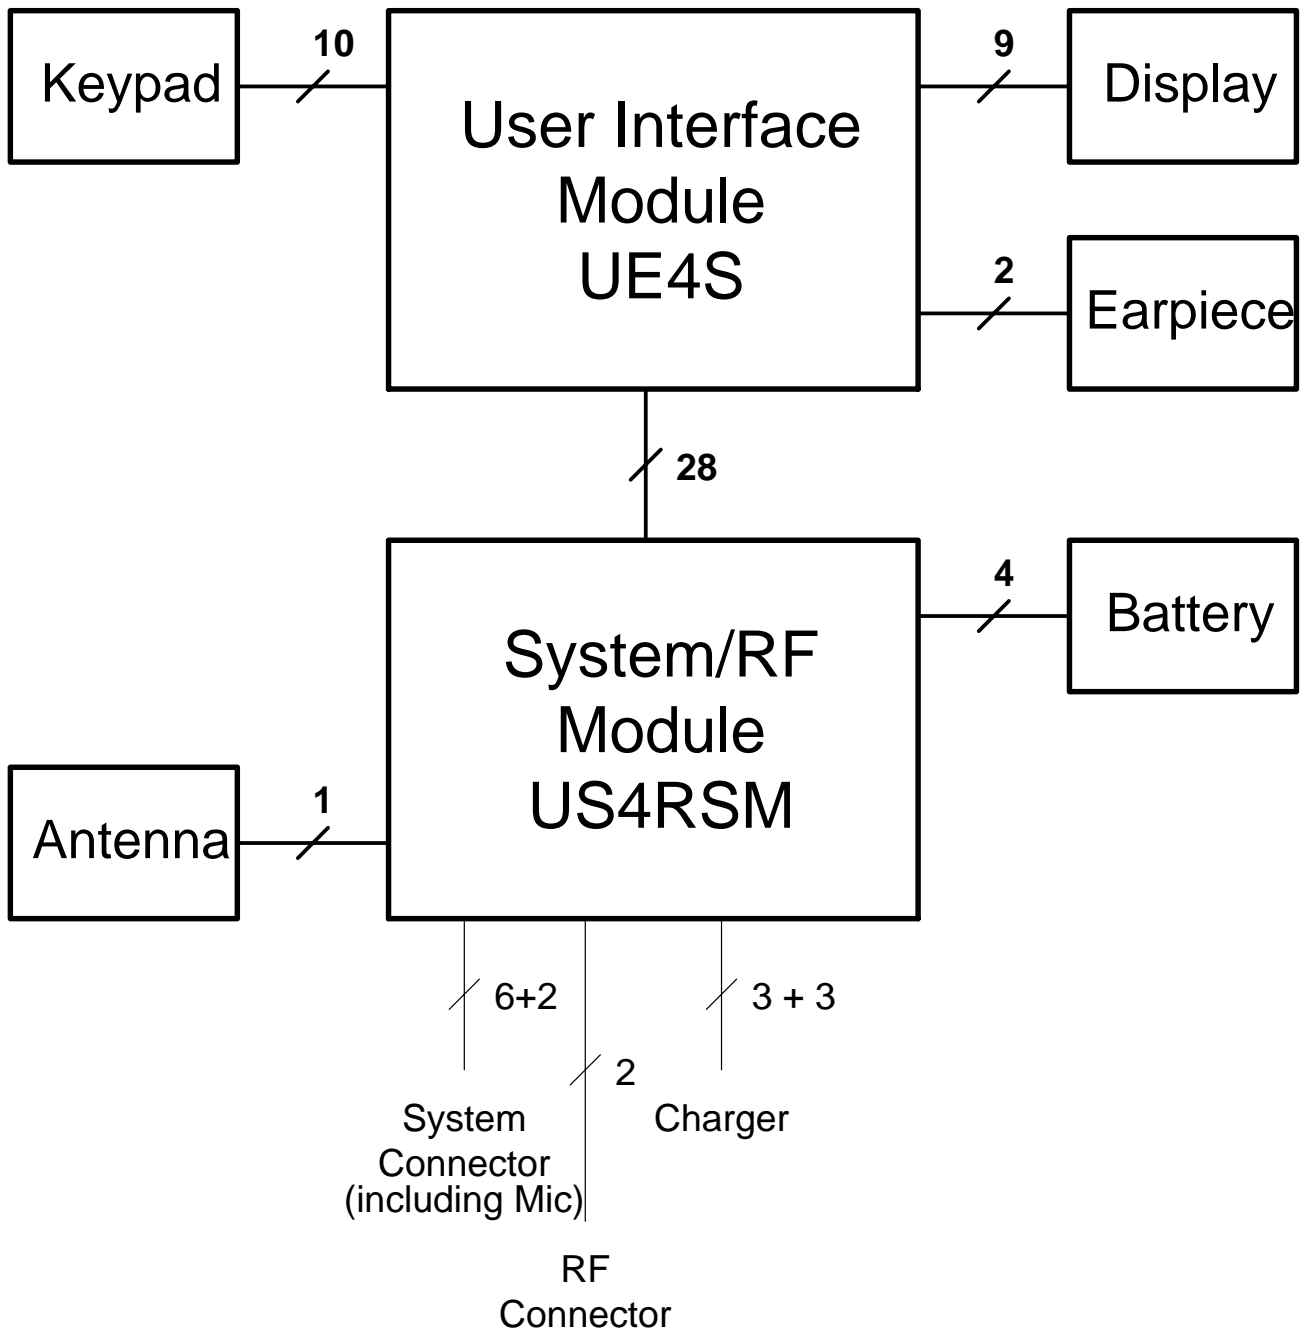 10
9
Keypad
Display
User Interface
Module
UE4S
2
Earpiece
28
4
Battery
System/RF
Module
US4RSM
1
Antenna
6+2
3 + 3
2
System
Connector
(including Mic)
Charger
RF
Connector